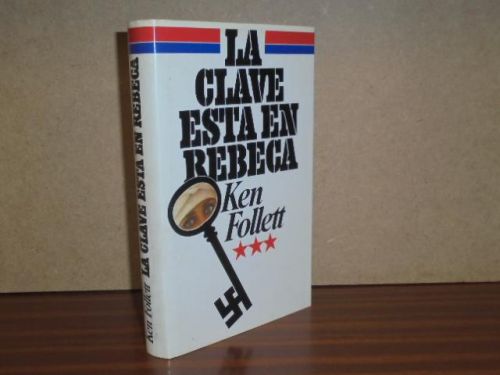 LA
CLAVE
ESTA EN
REBECA
Ken
Follett
Ken Follett LA CLAVE ESTA EN REBECA